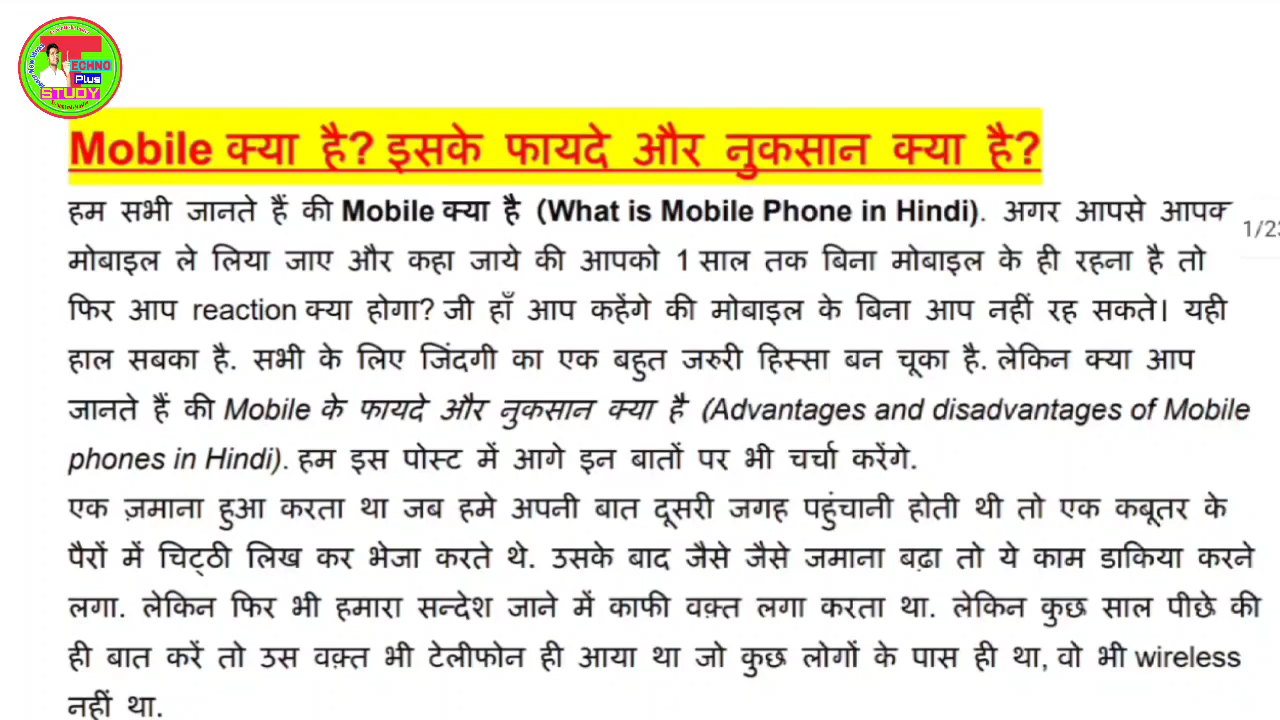 TECHNO
Plus
STUDY
Mobile क्या है? इसके फायदे और नुकसान क्या है?
हम सभी जानते हैं की Mobile क्या है (What is Mobile Phone in Hindi). अगर आपसे आपक
1/23
मोबाइल ले लिया जाए और कहा जाये की आपको 1 साल तक बिना मोबाइल के ही रहना है तो
फिर आप reaction क्या होगा? जी हाँ आप कहेंगे की मोबाइल के बिना आप नहीं रह सकते। यही
हाल सबका है. सभी के लिए जिंदगी का एक बहुत जरुरी हिस्सा बन चूका है. लेकिन क्या आप
जानते हैं की Mobile के फायदे और नुकसान क्या है (Advantages and disadvantages of Mobile
phones in Hindi). हम इस पोस्ट में आगे इन बातों पर भी चर्चा करेंगे.
एक ज़माना हुआ करता था जब हमे अपनी बात दूसरी जगह पहुंचानी होती थी तो एक कबूतर के
पैरों में चिट्ठी लिख कर भेजा करते थे. उसके बाद जैसे जैसे जमाना बढ़ा तो ये काम डाकिया करने
लगा. लेकिन फिर भी हमारा सन्देश जाने में काफी वक़्त लगा करता था. लेकिन कुछ साल पीछे की
ही बात करें तो उस वक़्त भी टेलीफोन ही आया था जो कुछ लोगों के पास ही था, वो भी wireless
नहीं था.